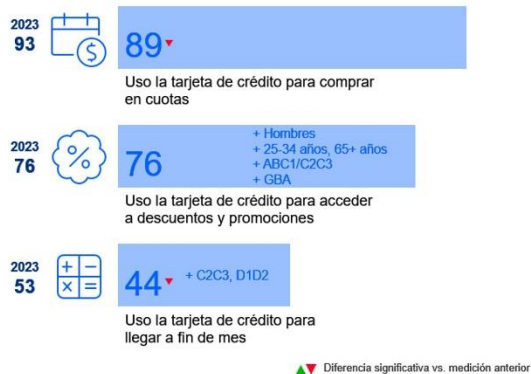 2023
93
89
Uso la tarjeta de crédito para comprar
en cuotas
2023
76
76
+ Hombres
+ 25-34 años, 65+ años
+ ABC1/C2C3
+ GBA
Uso la tarjeta de crédito para acceder
a descuentos y promociones
2023
53
44
+ C2C3, D1D2
Uso la tarjeta de crédito para
llegar a fin de mes
Diferencia significativa vs. medición anterior